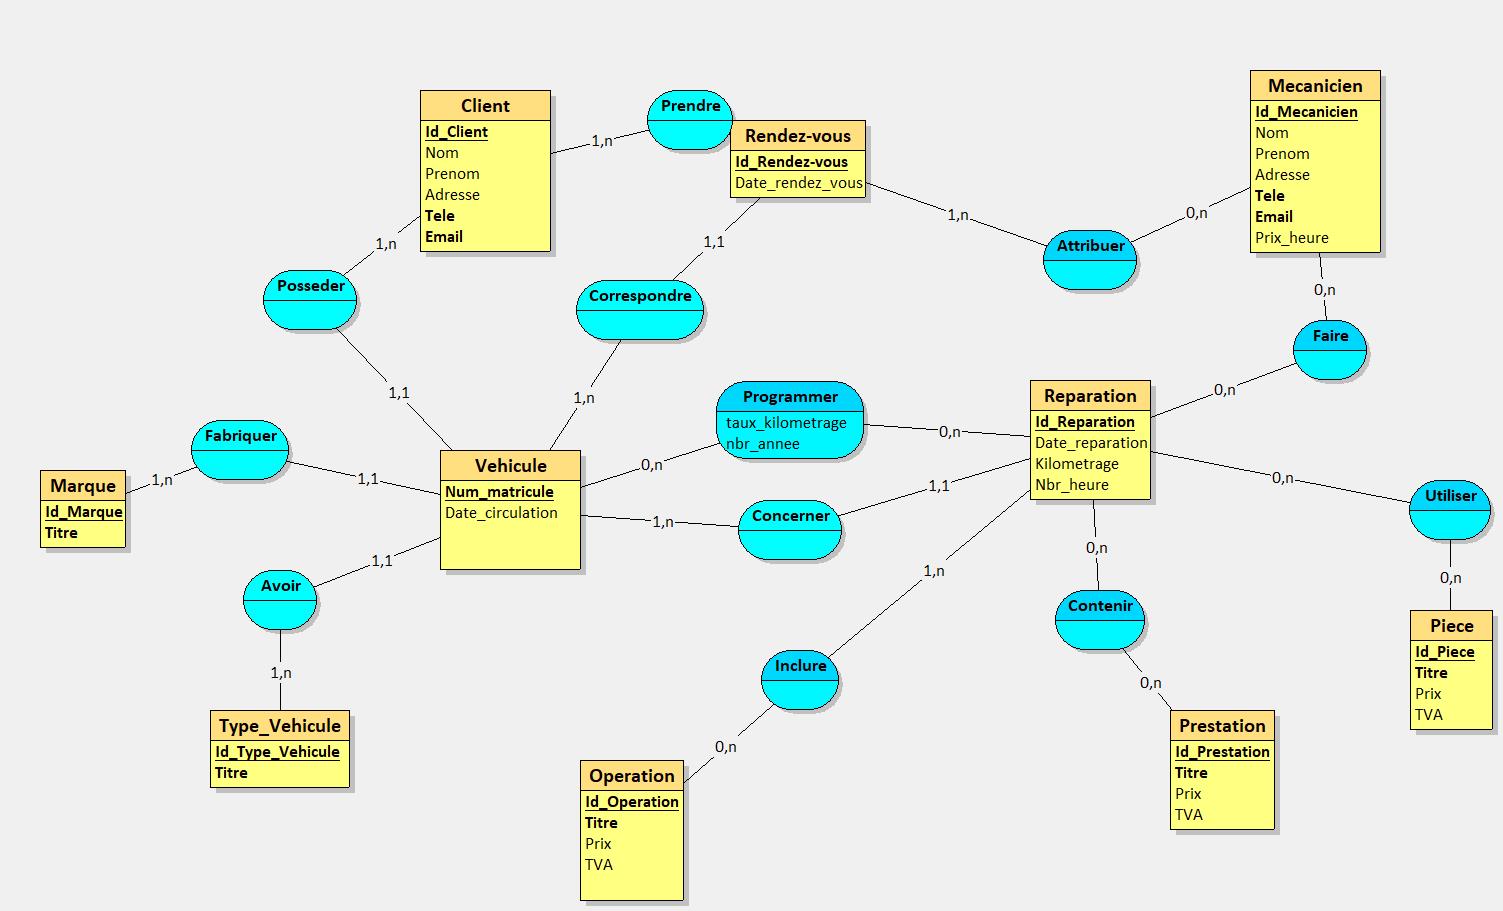 Client
Id_Client
Nom
Prenom
Adresse
Tele
Email
1,n
Prendre
Rendez-vous
Id_Rendez-vous
Date_rendez_vous
Mecanicien
Id_Mecanicien
Nom
Prenom
Adresse
Tele
Email
Prix_heure
1,n
Attribuer
0,n
1,n
Posseder
1,1
1,1
Correspondre
1,n
0,n
Faire
0,n
Programmer
taux_kilometrage
nbr_annee
0,n
0,n
Reparation
Id_Reparation
Date_reparation
Kilometrage
Nbr_heure
Marque
Id_Marque
Titre
1,n
Fabriquer
1,1
Vehicule
Num_matricule
Date_circulation
1,n
Concerner
1,1
0,n
Utiliser
0,n
Piece
Id_Piece
Titre
Prix
TVA
1,1
Avoir
1,n
Type_Vehicule
Id_Type_Vehicule
Titre
1,n
Inclure
0,n
Operation
Id_Operation
Titre
Prix
TVA
0,n
Contenir
0,n
Prestation
Id_Prestation
Titre
Prix
TVA